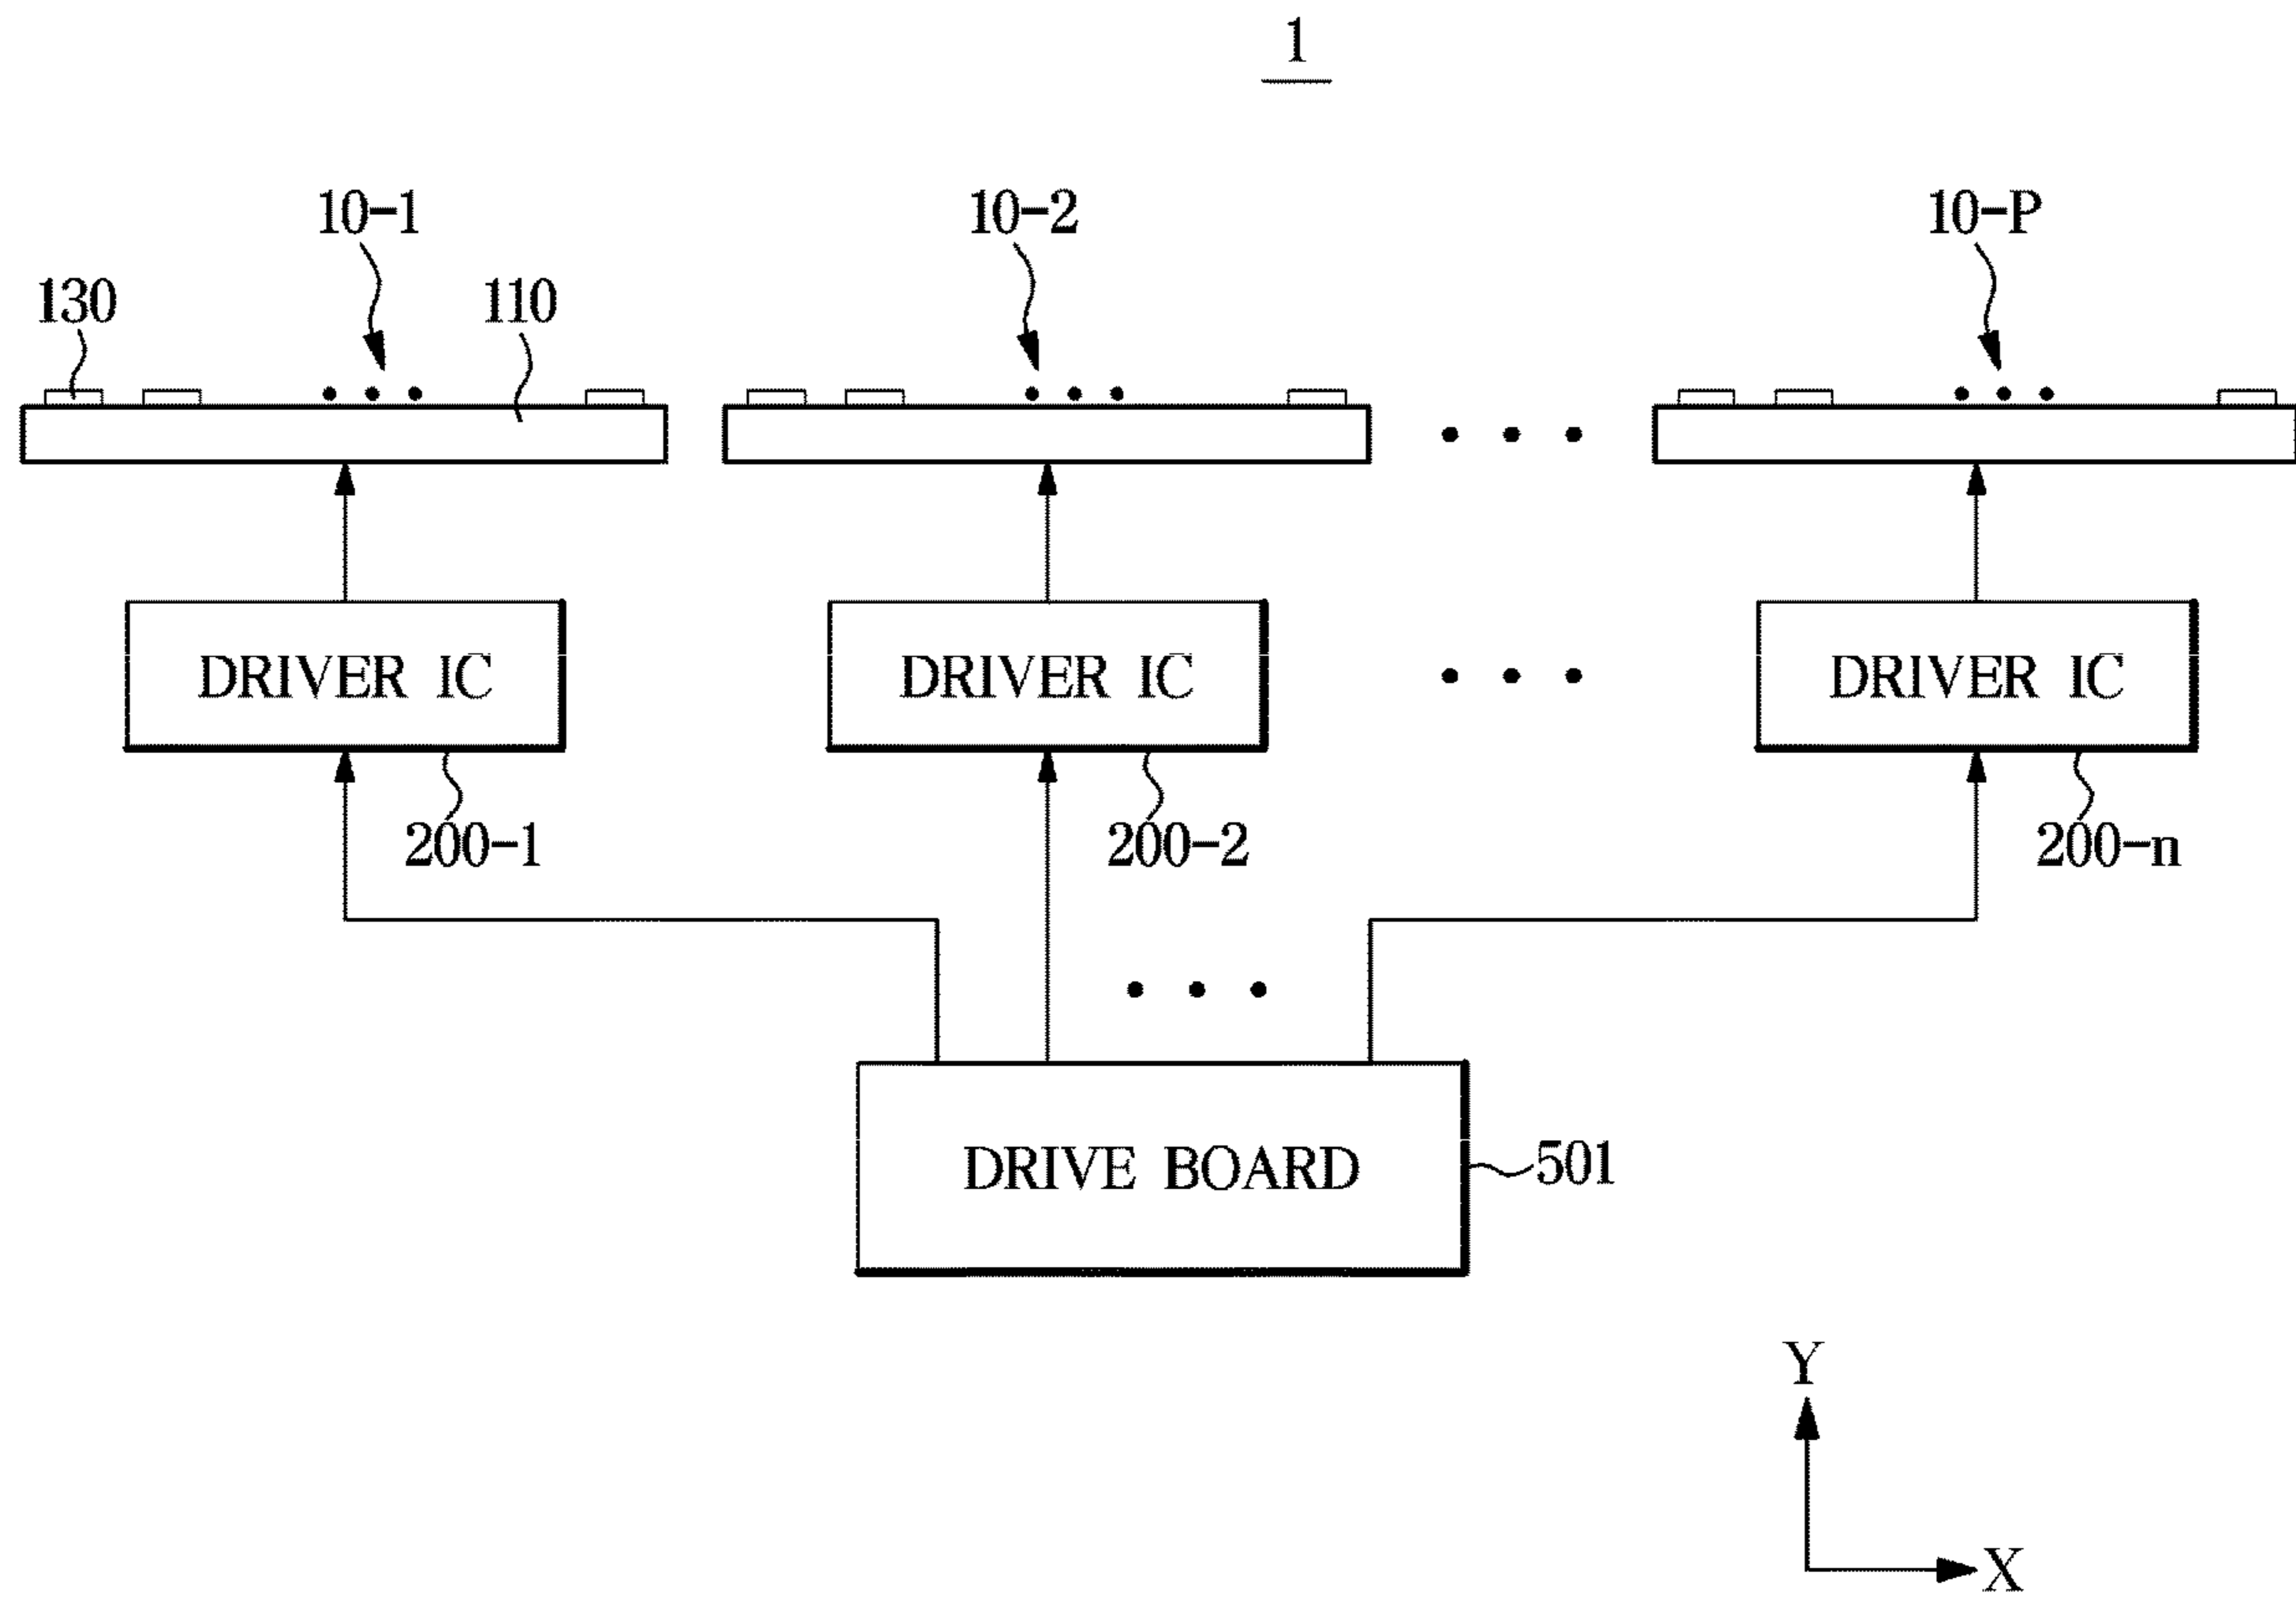 1
10-1 10-2 10-P
130 110
DRIVER IC DRIVER IC DRIVER IC
200-1 200-2 200-n
DRIVE BOARD 501
Y
X